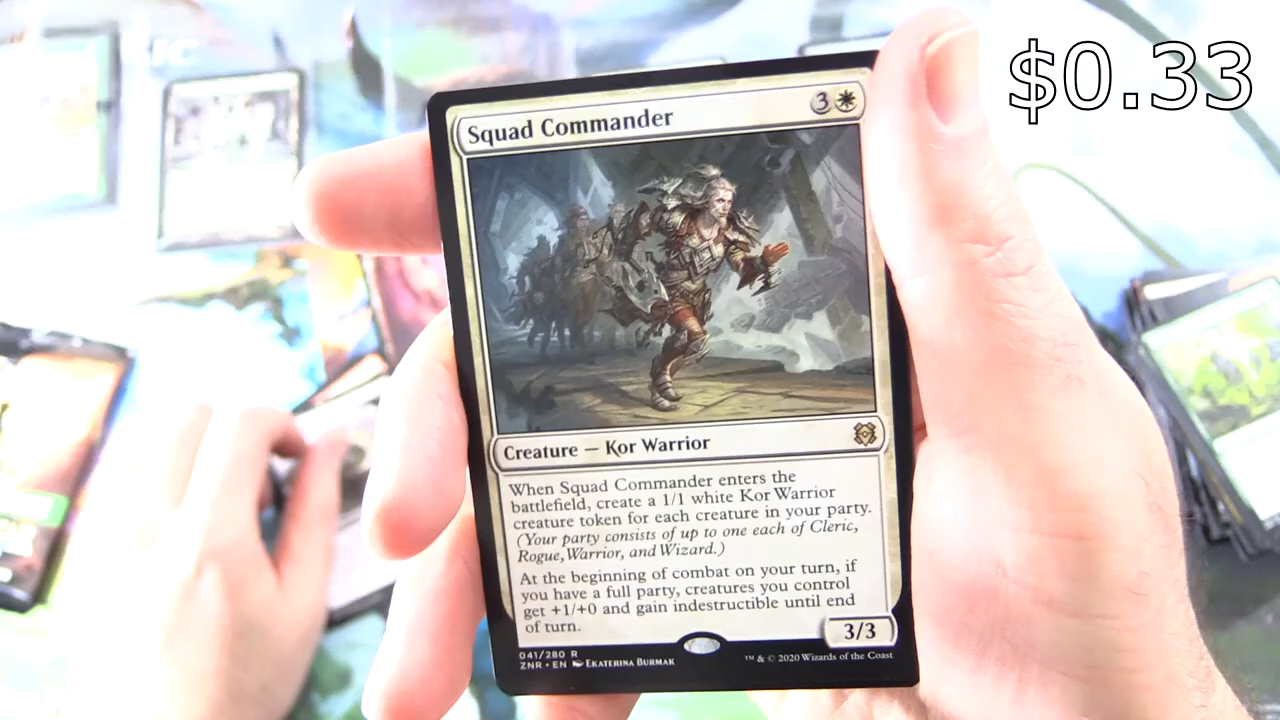 $0.33
Squad Commander
3
Creature — Kor Warrior
When Squad Commander enters the
battlefield, create a 1/1 white Kor Warrior
creature token for each creature in your party.
(Your party consists of up to one each of Cleric,
Rogue, Warrior, and Wizard.)
At the beginning of combat on your turn, if
you have a full party, creatures you control
get +1/+0 and gain indestructible until end
of turn.
3/3
041/280 R
ZNR • EN Ekaterina Burmak
™ & © 2020 Wizards of the Coast